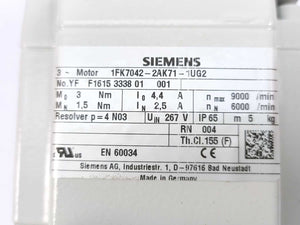 SIEMENS
3 ~ Motor 1FK7042-2AK71-1UG2
No.YF F1615 3338 01 001
M0 3 Nm I0 4,4 A n max 9000 /min
MN 1,5 Nm IN 2,5 A nN 6000 /min
Resolver p=4 N03 UIN 267 V IP 65 m 5 kg
RN 004
Th.Cl.155 (F)
EN 60034
Siemens AG, Industriestr. 1, D-97616 Bad Neustadt
Made in Germany